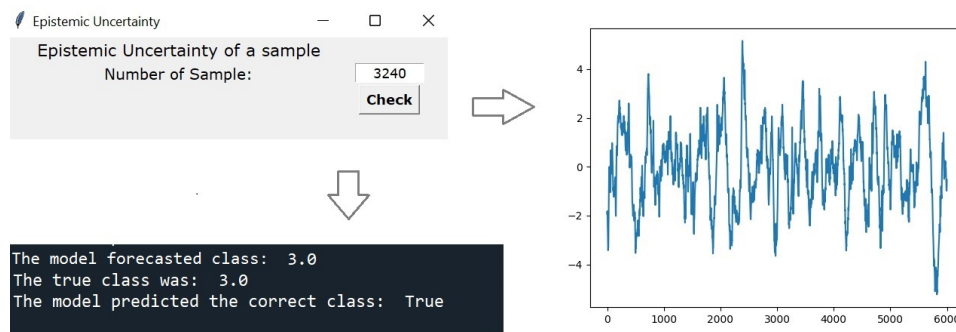 Epistemic Uncertainty
Epistemic Uncertainty of a sample
Number of Sample:
3240
Check
The model forecasted class:  3.0
The true class was:  3.0
The model predicted the correct class:  True
4
2
0
−2
−4
0 1000 2000 3000 4000 5000 6000